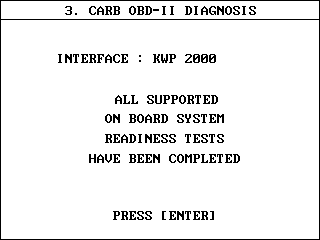 3. CARB OBD-II DIAGNOSIS
INTERFACE : KWP 2000
ALL SUPPORTED
ON BOARD SYSTEM
READINESS TESTS
HAVE BEEN COMPLETED
PRESS [ENTER]